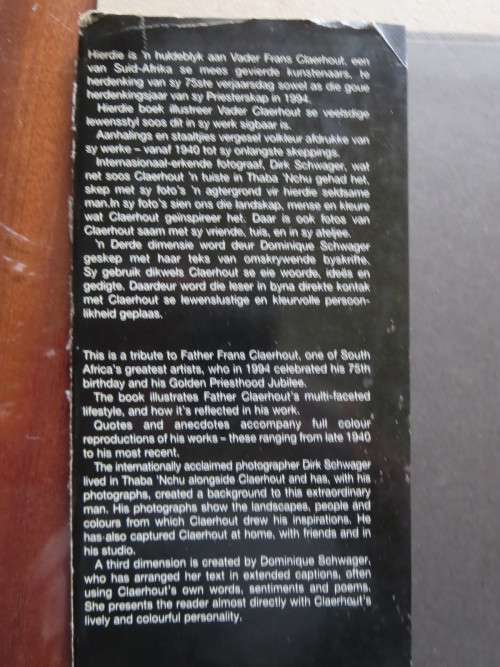 Hierdie is 'n huldeblyk aan Vader Frans Claerhout, een
van Suid-Afrika se mees gevierde kunstenaars, te
herdenking van sy 75ste verjaarsdag sowel as die goue
herdenkingsjaar van sy Priesterskap in 1994.
Hierdie boek illustreer Vader Claerhout se veelsdige
lewensstyl soos dit in sy werk sigbaar is.
Aanhalings en staaltjies vergesel volkleur afdrukke van
sy werke – vanaf 1940 tot sy onlangste skeppings.
Internasionaal-erkende fotograaf, Dirk Schwager, wat
net soos Claerhout 'n tuiste in Thaba 'Nchu gehad het,
skep met sy foto's 'n agtergrond vir hierdie seldsame
man.In sy foto's sien ons die landskap, mense en kleure
wat Claerhout geïnspireer het. Daar is ook fotos van
Claerhout saam met sy vriende, tuis, en in sy ateljee.
'n Derde dimensie word deur Dominique Schwager
geskep met haar teks van omskrywende byskrifte.
Sy gebruik dikwels Claerhout se eie woorde, ideës en
gedigte. Daardeur word die leser in byna direkte kontak
met Claerhout se lewenslustige en kleurvolle persoon-
likheid geplaas.
This is a tribute to Father Frans Claerhout, one of South
Africa's greatest artists, who in 1994 celebrated his 75th
birthday and his Golden Priesthood Jubilee.
The book illustrates Father Claerhout's multi-faceted
lifestyle, and how it's reflected in his work.
Quotes and anecdotes accompany full colour
reproductions of his works – these ranging from late 1940
to his most recent.
The internationally acclaimed photographer Dirk Schwager
lived in Thaba 'Nchu alongside Claerhout and has, with his
photographs, created a background to this extraordinary
man. His photographs show the landscapes, people and
colours from which Claerhout drew his inspirations. He
has also captured Claerhout at home, with friends and in
his studio.
A third dimension is created by Dominique Schwager,
who has arranged her text in extended captions, often
using Claerhout's own words, sentiments and poems.
She presents the reader almost directly with Claerhout's
lively and colourful personality.